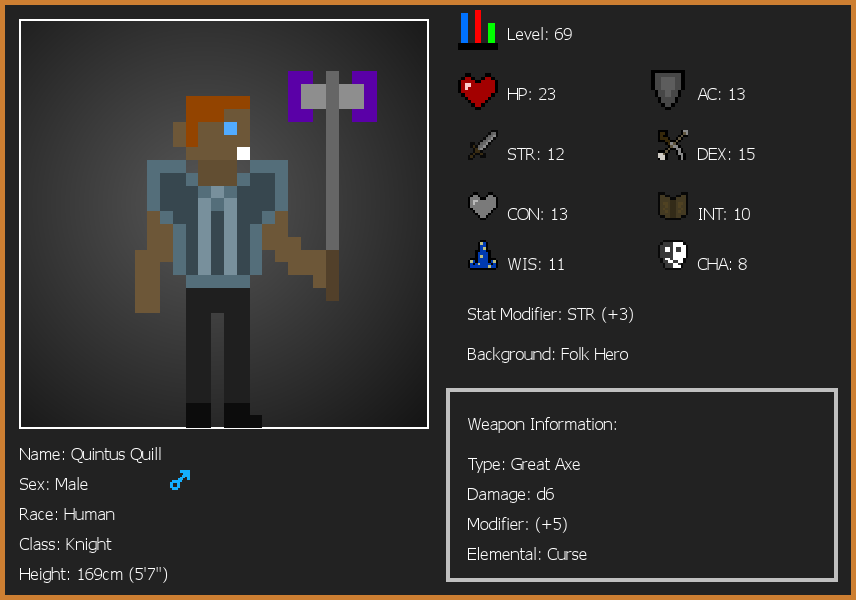 Level: 69
HP: 23
AC: 13
STR: 12
DEX: 15
CON: 13
INT: 10
WIS: 11
CHA: 8
Stat Modifier: STR (+3)
Background: Folk Hero
Weapon Information:
Type: Great Axe
Damage: d6
Modifier: (+5)
Elemental: Curse
Name: Quintus Quill
Sex: Male
Race: Human
Class: Knight
Height: 169cm (5'7")